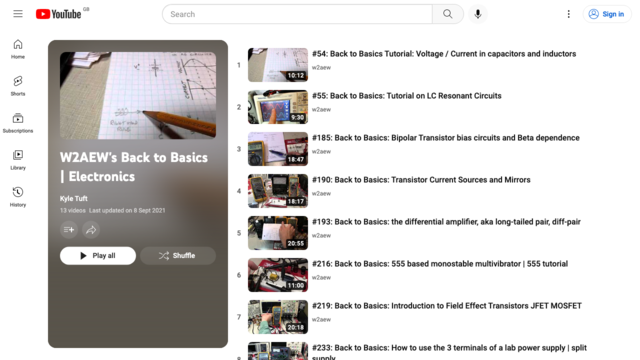 YouTube GB
Search
Sign in
Home
Shorts
Subscriptions
Library
History
W2AEW's Back to Basics
| Electronics
Kyle Tuft
13 videos Last updated on 8 Sept 2021
Play all
Shuffle
1
10:12
#54: Back to Basics Tutorial: Voltage / Current in capacitors and inductors
w2aew
2
9:30
#55: Back to Basics: Tutorial on LC Resonant Circuits
w2aew
3
18:47
#185: Back to Basics: Bipolar Transistor bias circuits and Beta dependence
w2aew
4
18:17
#190: Back to Basics: Transistor Current Sources and Mirrors
w2aew
5
20:55
#193: Back to Basics: the differential amplifier, aka long-tailed pair, diff-pair
w2aew
6
11:00
#216: Back to Basics: 555 based monostable multivibrator | 555 tutorial
w2aew
7
20:18
#219: Back to Basics: Introduction to Field Effect Transistors JFET MOSFET
w2aew
8
#233: Back to Basics: How to use the 3 terminals of a lab power supply | split
supply